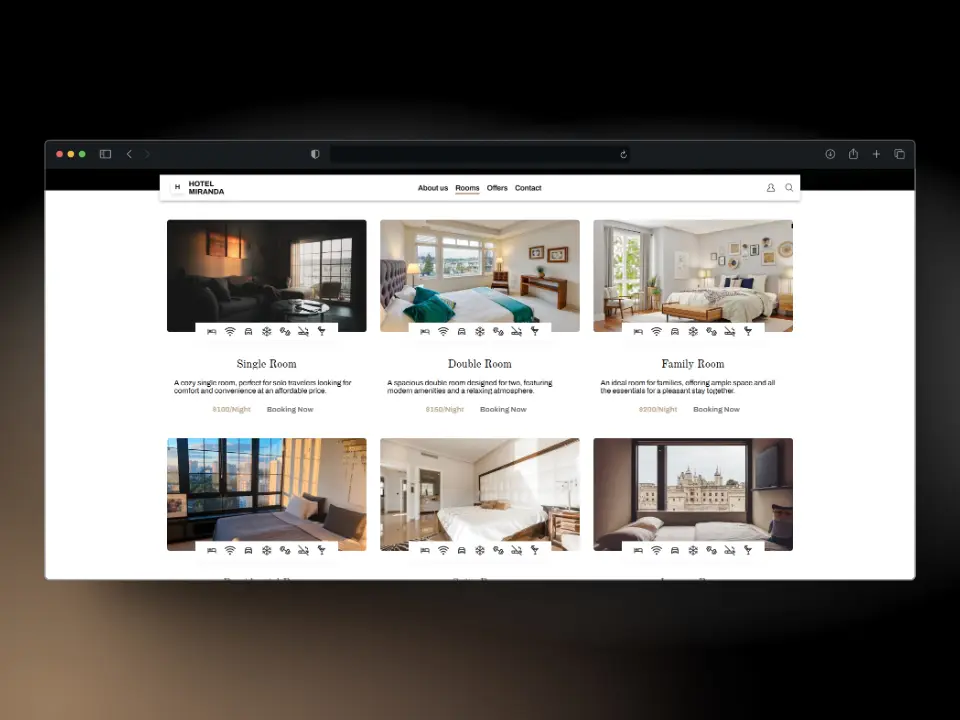 H
HOTEL
MIRANDA
About us Rooms Offers Contact
Single Room
A cozy single room, perfect for solo travelers looking for
comfort and convenience at an affordable price.
$100/Night Booking Now
Double Room
A spacious double room designed for two, featuring
modern amenities and a relaxing atmosphere.
$150/Night Booking Now
Family Room
An ideal room for families, offering ample space and all
the essentials for a pleasant stay together.
$200/Night Booking Now